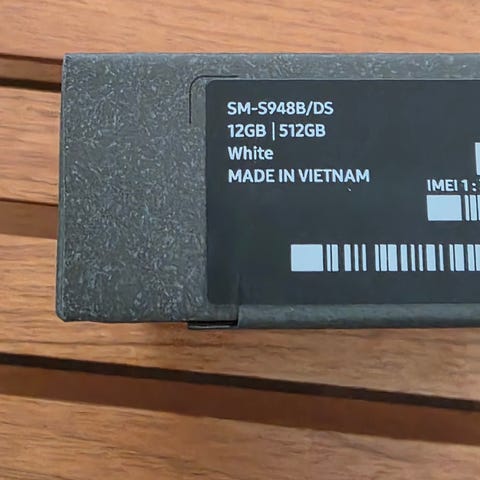 SM-S948B/DS
12GB | 512GB
White
MADE IN VIETNAM
IMEI 1 :